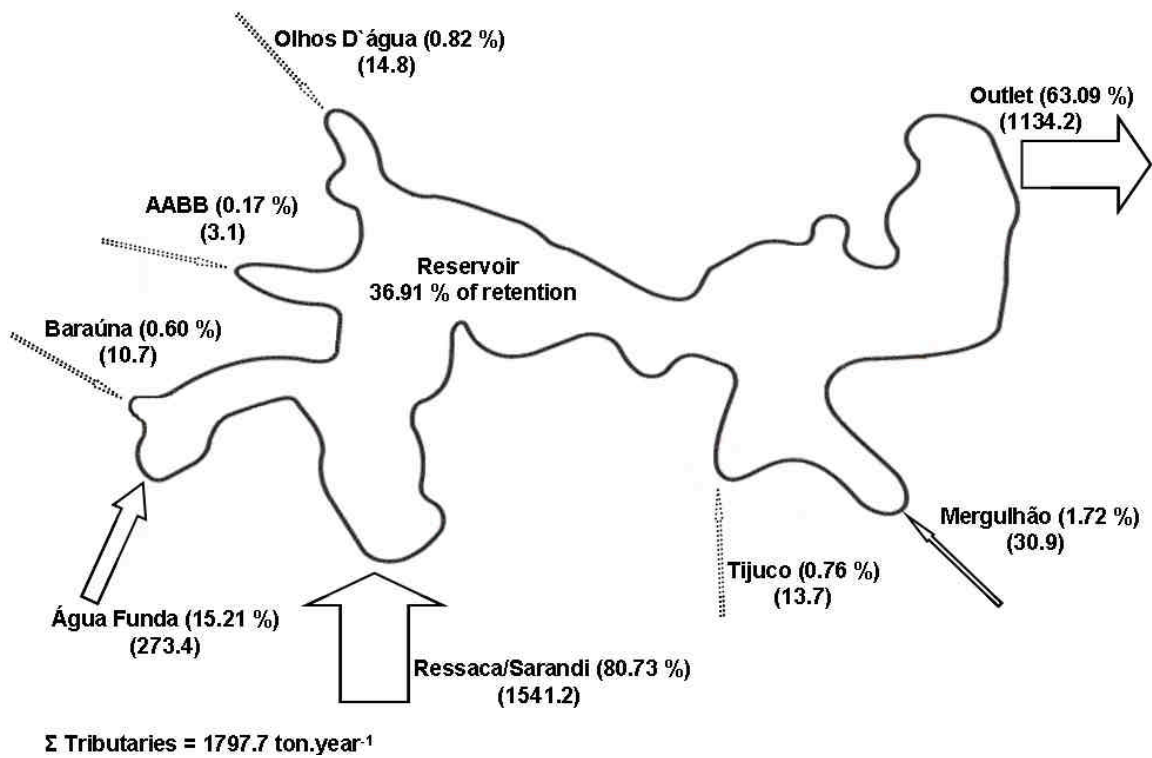 Olhos D`água (0.82 %)
(14.8)
Outlet (63.09 %)
(1134.2)
AABB (0.17 %)
(3.1)
Reservoir
36.91 % of retention
Baraúna (0.60 %)
(10.7)
Mergulhão (1.72 %)
(30.9)
Tijuco (0.76 %)
(13.7)
Água Funda (15.21 %)
(273.4)
Ressaca/Sarandi (80.73 %)
(1541.2)
Σ Tributaries = 1797.7 ton.year⁻¹